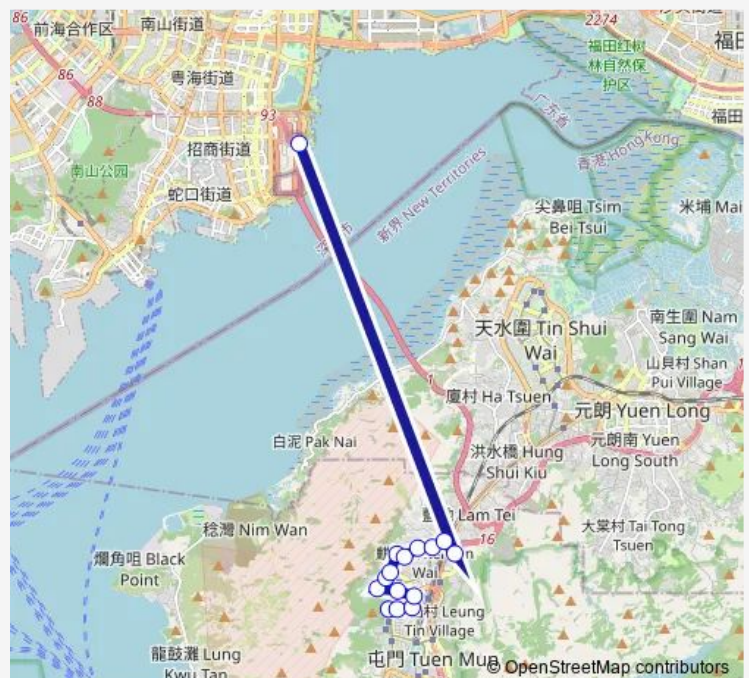 86
前海合作区
南山街道
2274
福田红树
林自然保
护区
粤海街道
86
88
93
招商街道
南山公园
蛇口街道
广东省
香港 Hong Kong
福田
新界 New Territories
尖鼻咀 Tsim
Bei Tsui
米埔 Mai
天水圍 Tin Shui
Wai
南生圍 Nam
Sang Wai
山貝村 Shan
Pui Village
1
廈村 Ha Tsuen
元朗 Yuen Long
白泥 Pak Nai
洪水橋 Hung
Shui Kiu
元朗南 Yuen
Long South
Lam Tei
稔灣 Nim Wan
16
大棠村 Tai Tong
Tsuen
爛角咀 Black
Point
Wai
村 Leung
Tin Village
龍鼓灘 Lung
Kwu Tan
屯門 Tuen Mun
© OpenStreetMap contributors